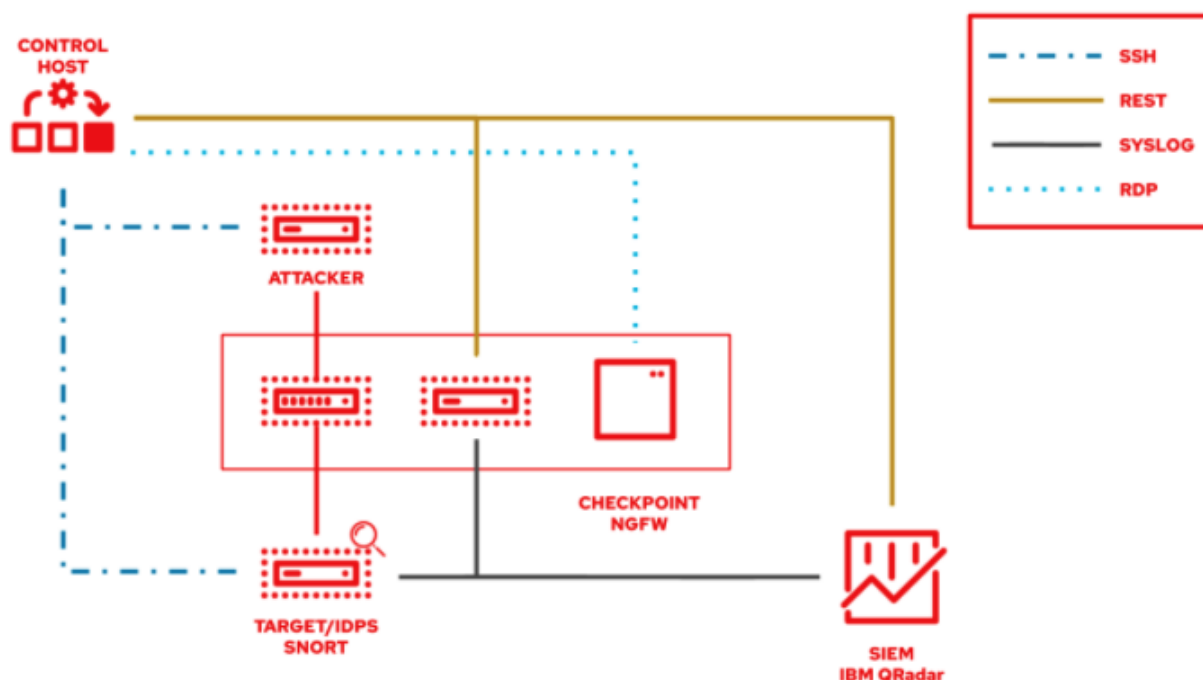 CONTROL
HOST
SSH
REST
SYSLOG
RDP
ATTACKER
CHECKPOINT
NGFW
TARGET/IDPS
SNORT
SIEM
IBM QRadar